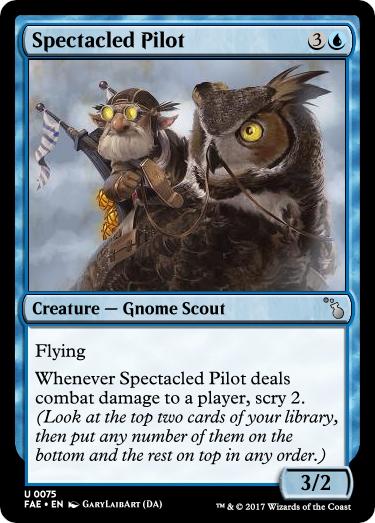 Spectacled Pilot 3
Creature — Gnome Scout
Flying
Whenever Spectacled Pilot deals
combat damage to a player, scry 2.
(Look at the top two cards of your library,
then put any number of them on the
bottom and the rest on top in any order.)
3/2
U 0075
FAE • EN GaryLaibArt (DA)
™ & © 2017 Wizards of the Coast